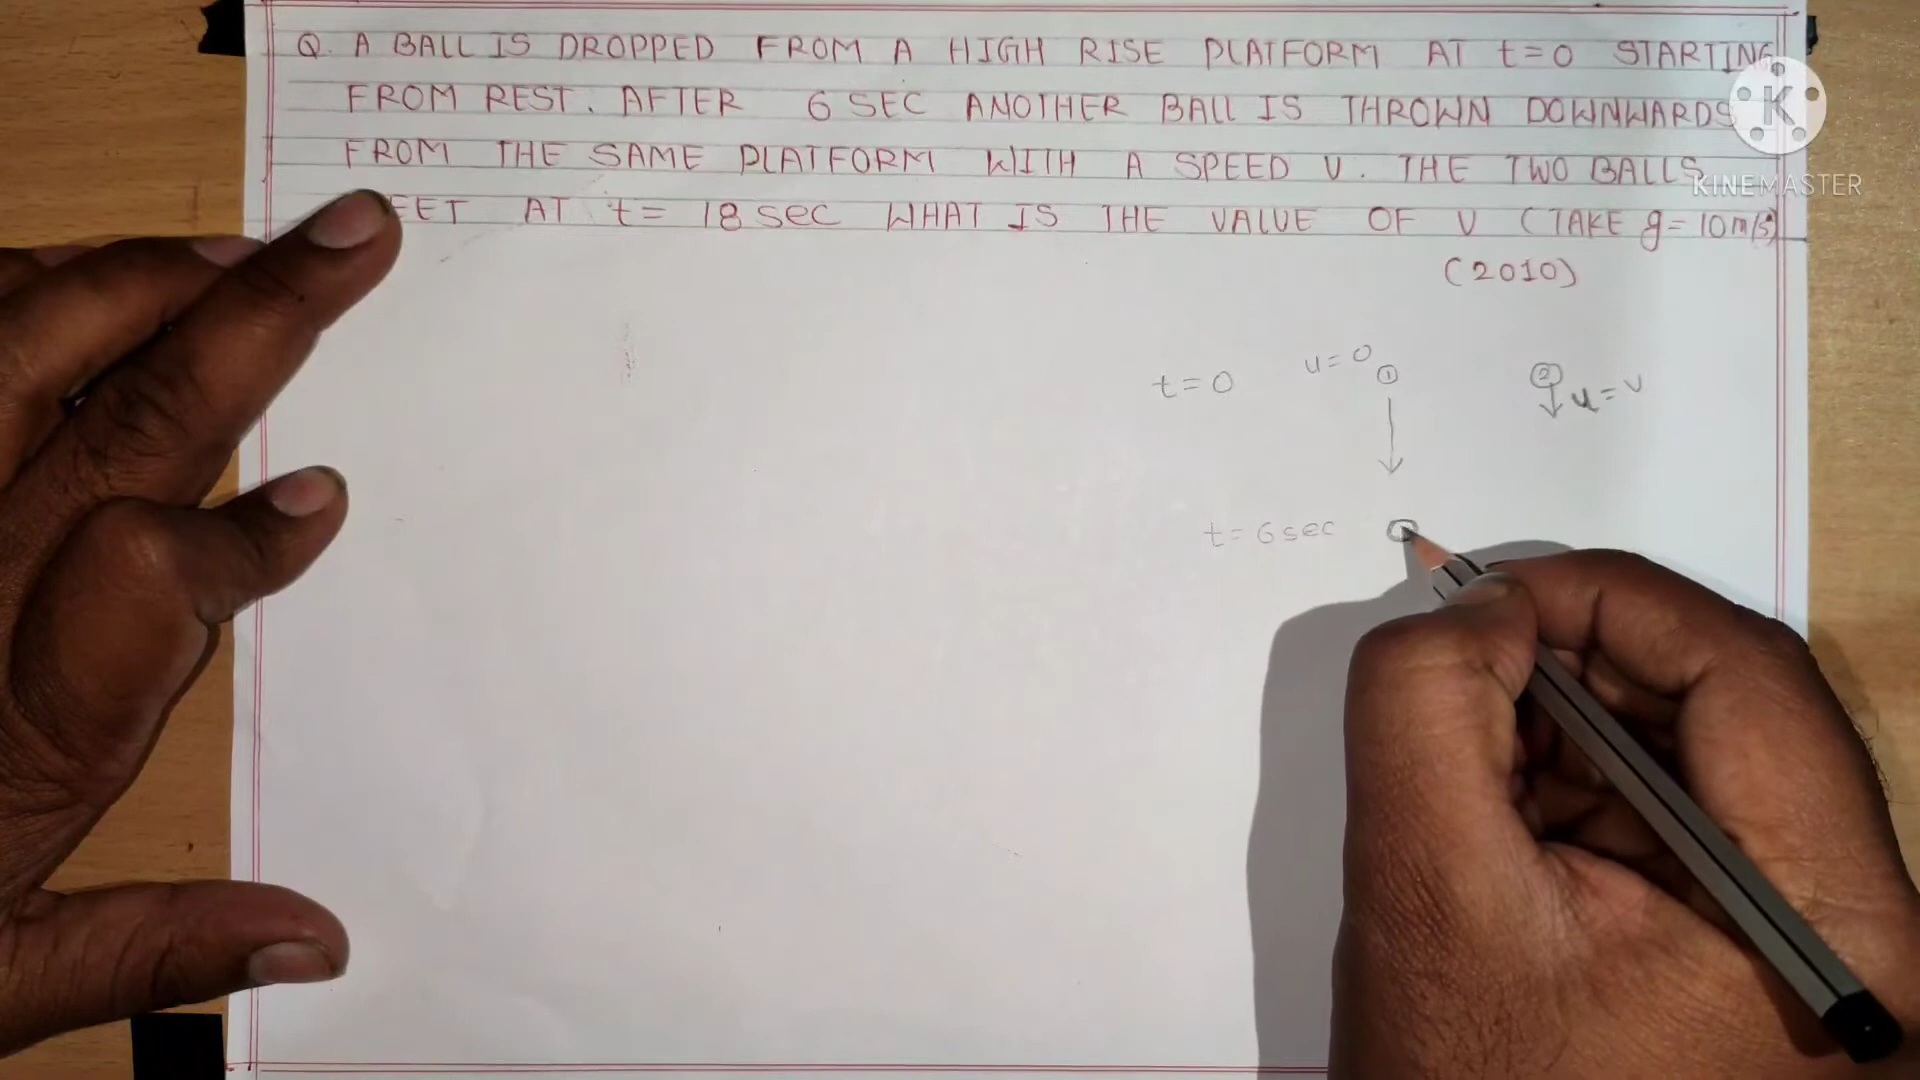 Q. A BALL IS DROPPED FROM A HIGH RISE PLATFORM AT t=0 STARTING
FROM REST. AFTER 6 SEC ANOTHER BALL IS THROWN DOWNWARDS
FROM THE SAME PLATFORM WITH A SPEED V. THE TWO BALLS
AT t= 18 SEC WHAT IS THE VALUE OF V (TAKE g= 10 m/s²)
(2010)
K
KINEMASTER
t=0 u=0 1 2 u=v
t=6sec